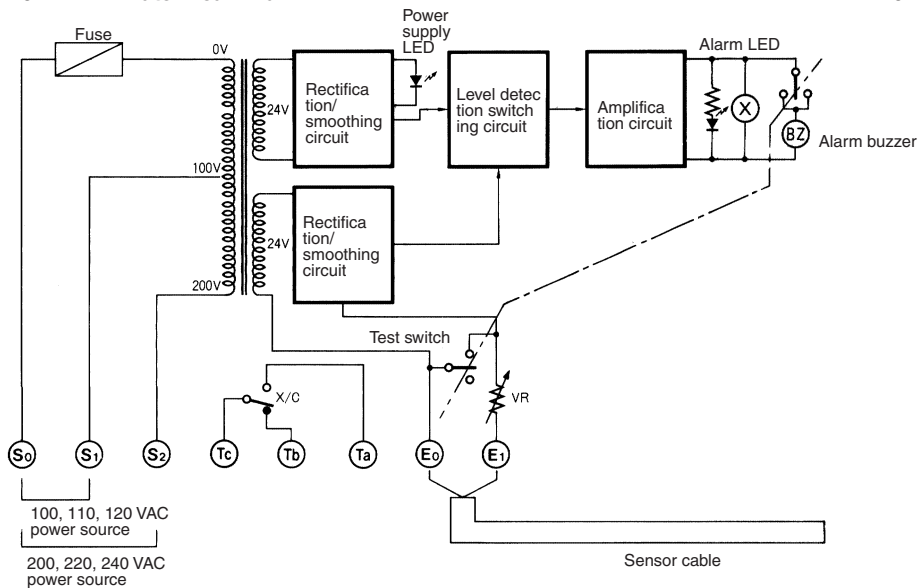 Fuse
Power
supply
LED
0V
24V
100V
24V
200V
Rectifica
tion/
smoothing
circuit
Level detec
tion switch
ing circuit
Amplifica
tion circuit
Alarm LED
X
BZ
Alarm buzzer
Rectifica
tion/
smoothing
circuit
Test switch
X/C
VR
S0
S1
S2
Tc
Tb
Ta
E0
E1
100, 110, 120 VAC
power source
200, 220, 240 VAC
power source
Sensor cable